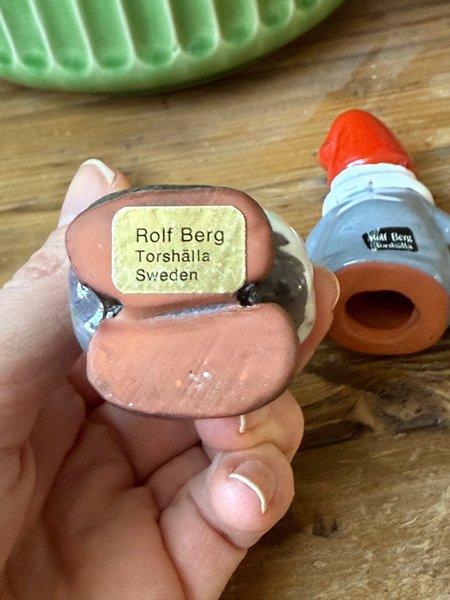 Rolf Berg
Torshälla
Sweden
Rolf Berg
Torshälla